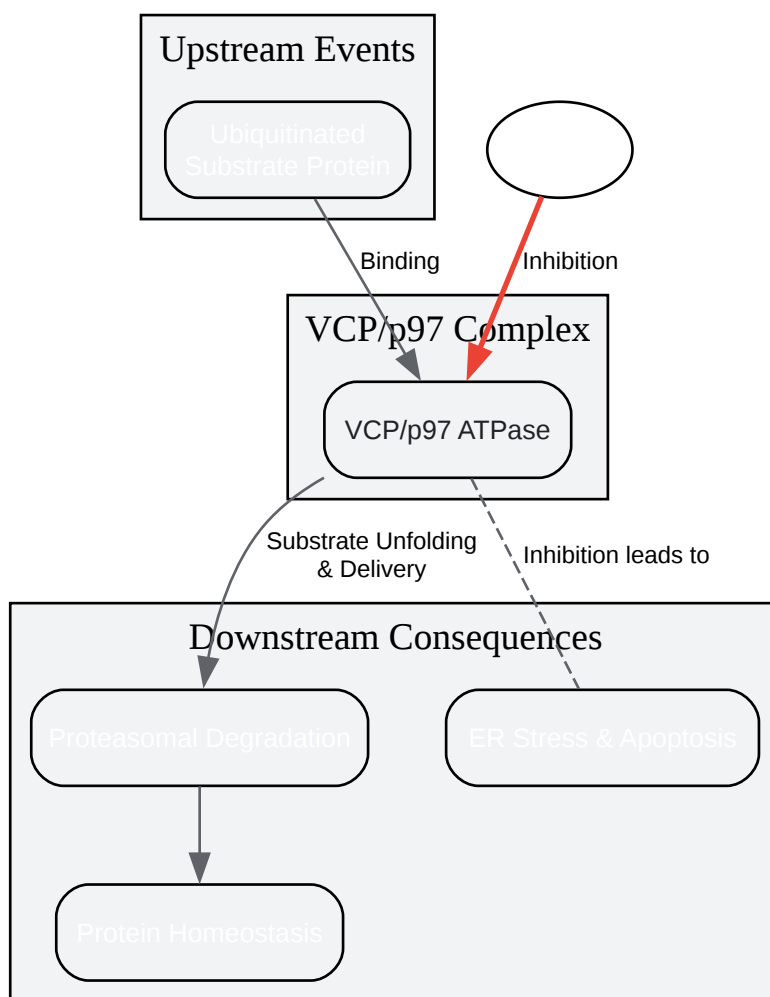 Upstream Events
Ubiquitinated
Substrate Protein
Binding
Inhibition
VCP/p97 Complex
VCP/p97 ATPase
Substrate Unfolding
& Delivery
Inhibition leads to
Downstream Consequences
Proteasomal Degradation
ER Stress & Apoptosis
Protein Homeostasis